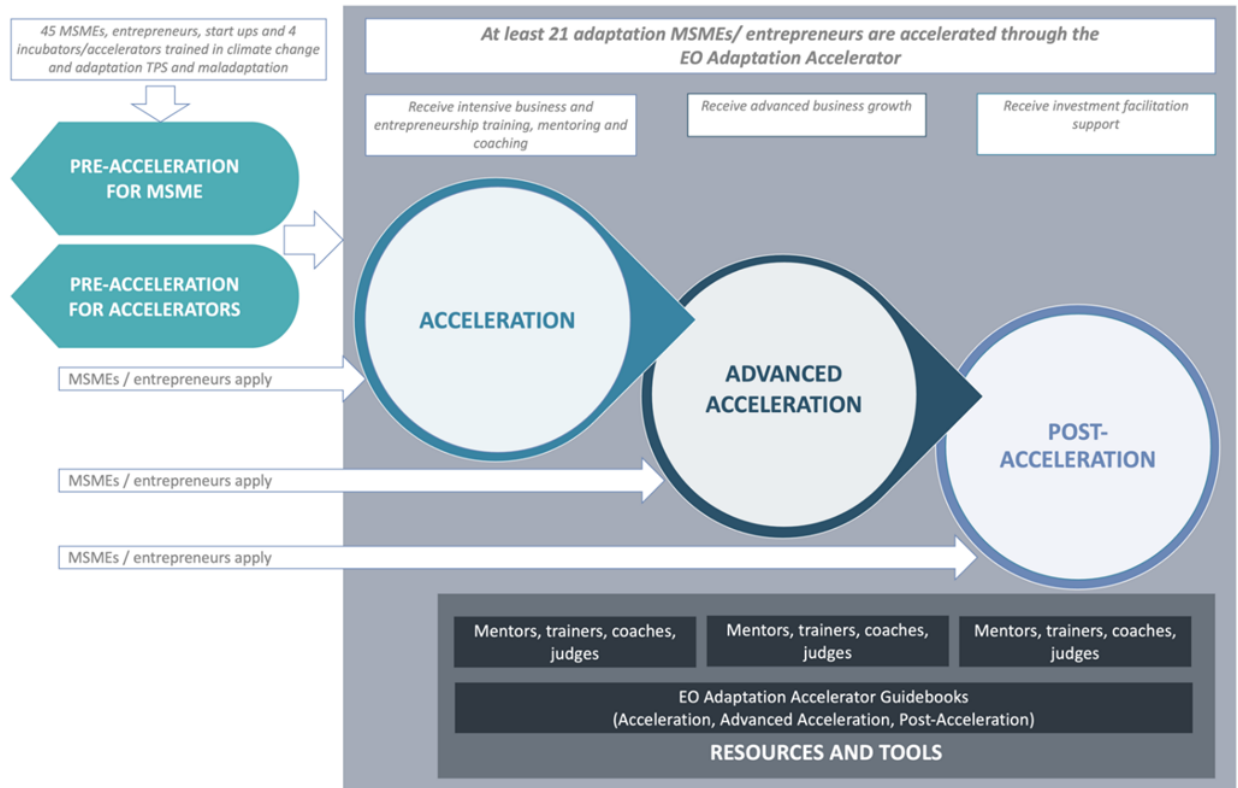 45 MSMEs, entrepreneurs, start ups and 4
incubators/accelerators trained in climate change
and adaptation TPS and maladaptation
At least 21 adaptation MSMEs/ entrepreneurs are accelerated through the
EO Adaptation Accelerator
Receive intensive business and
entrepreneurship training, mentoring and
coaching
Receive advanced business growth
Receive investment facilitation
support
PRE-ACCELERATION
FOR MSME
PRE-ACCELERATION
FOR ACCELERATORS
ACCELERATION
ADVANCED
ACCELERATION
POST-
ACCELERATION
MSMEs / entrepreneurs apply
MSMEs / entrepreneurs apply
MSMEs / entrepreneurs apply
Mentors, trainers, coaches,
judges
Mentors, trainers, coaches,
judges
Mentors, trainers, coaches,
judges
EO Adaptation Accelerator Guidebooks
(Acceleration, Advanced Acceleration, Post-Acceleration)
RESOURCES AND TOOLS